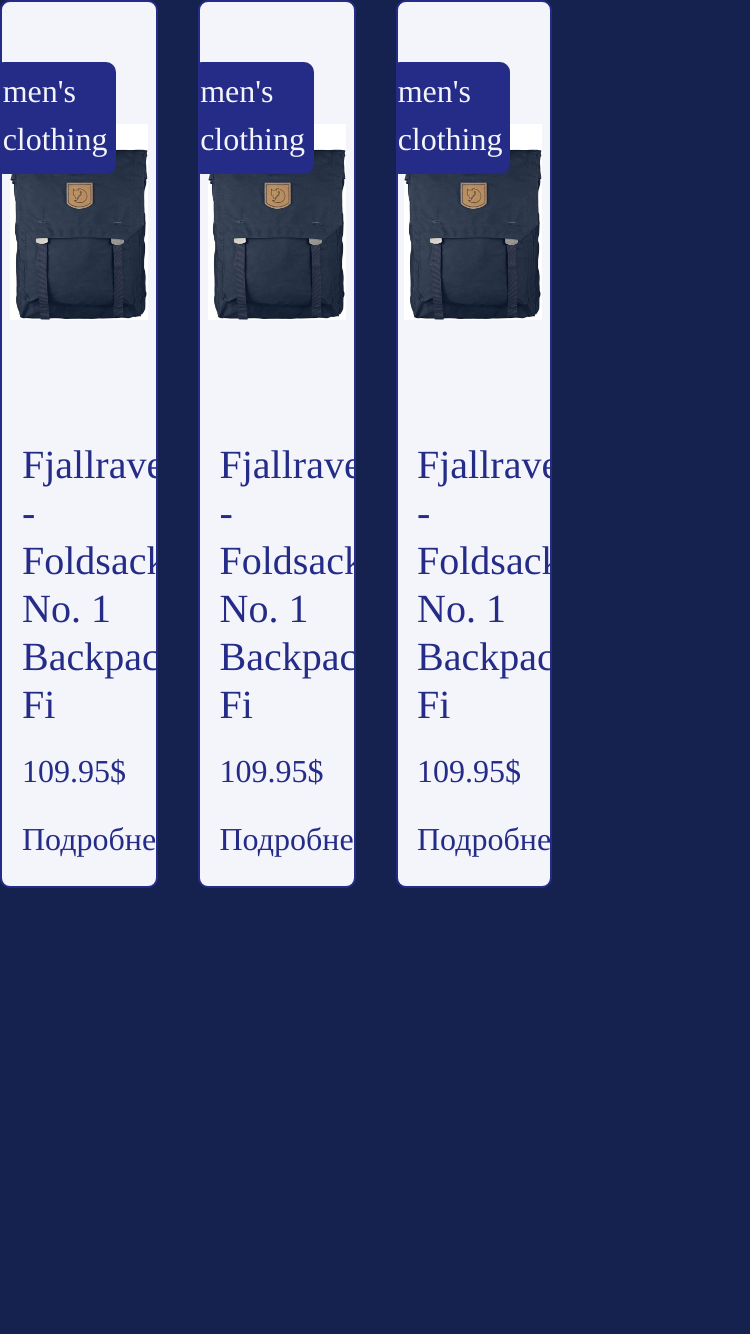 men's
clothing
Fjallrave
-
Foldsack
No. 1
Backpac
Fi
109.95$
Подробне
men's
clothing
Fjallrave
-
Foldsack
No. 1
Backpac
Fi
109.95$
Подробне
men's
clothing
Fjallrave
-
Foldsack
No. 1
Backpac
Fi
109.95$
Подробне